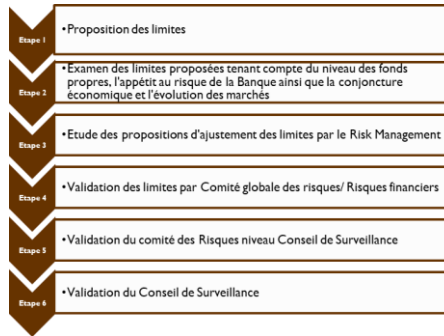 Etape 1
•Proposition des limites
Etape 2
•Examen des limites proposées tenant compte du niveau des fonds
propres, l'appétit au risque de la Banque ainsi que la conjoncture
économique et l'évolution des marchés
Etape 3
•Etude des propositions d'ajustement des limites par le Risk Management
Etape 4
•Validation des limites par Comité globale des risques/ Risques financiers
Etape 5
•Validation du comité des Risques niveau Conseil de Surveillance
Etape 6
•Validation du Conseil de Surveillance